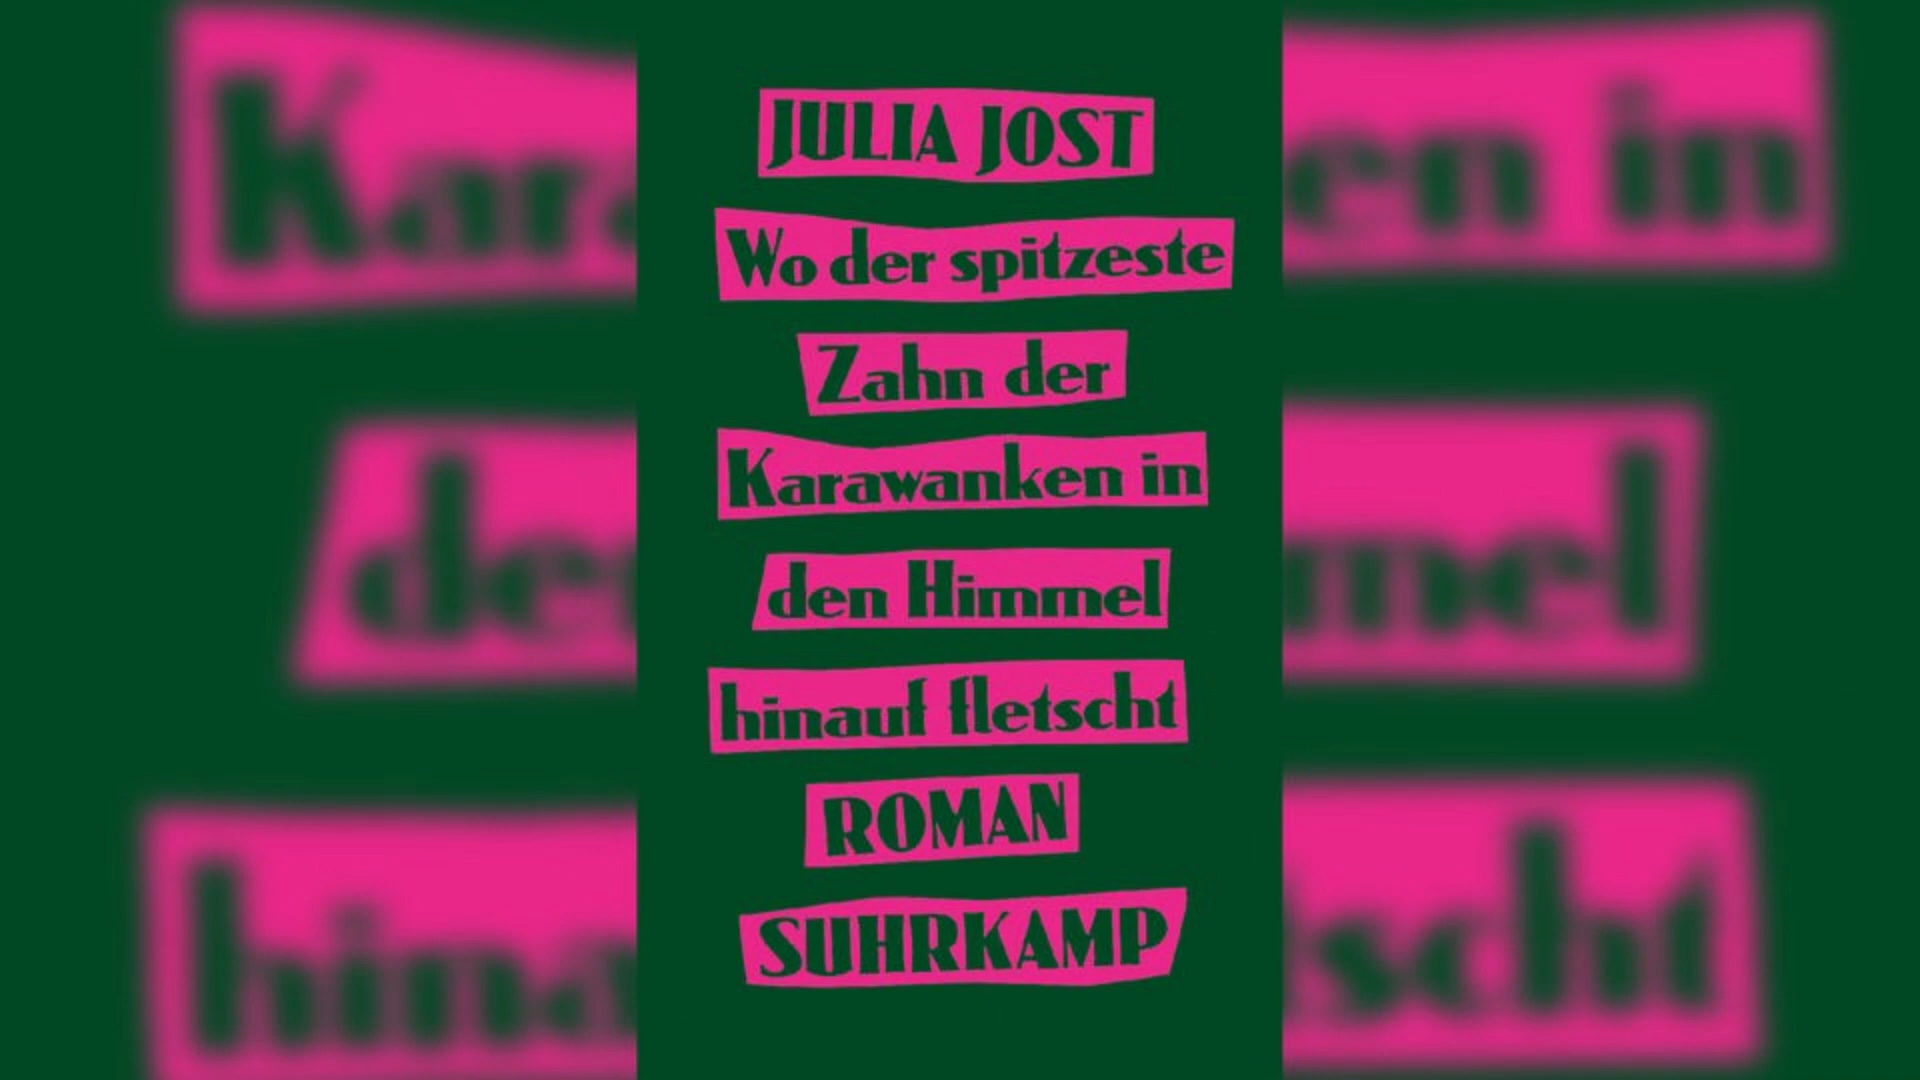 JULIA JOST
Wo der spitzeste
Zahn der
Karawanken in
den Himmel
hinauf fletscht
ROMAN
SUHRKAMP